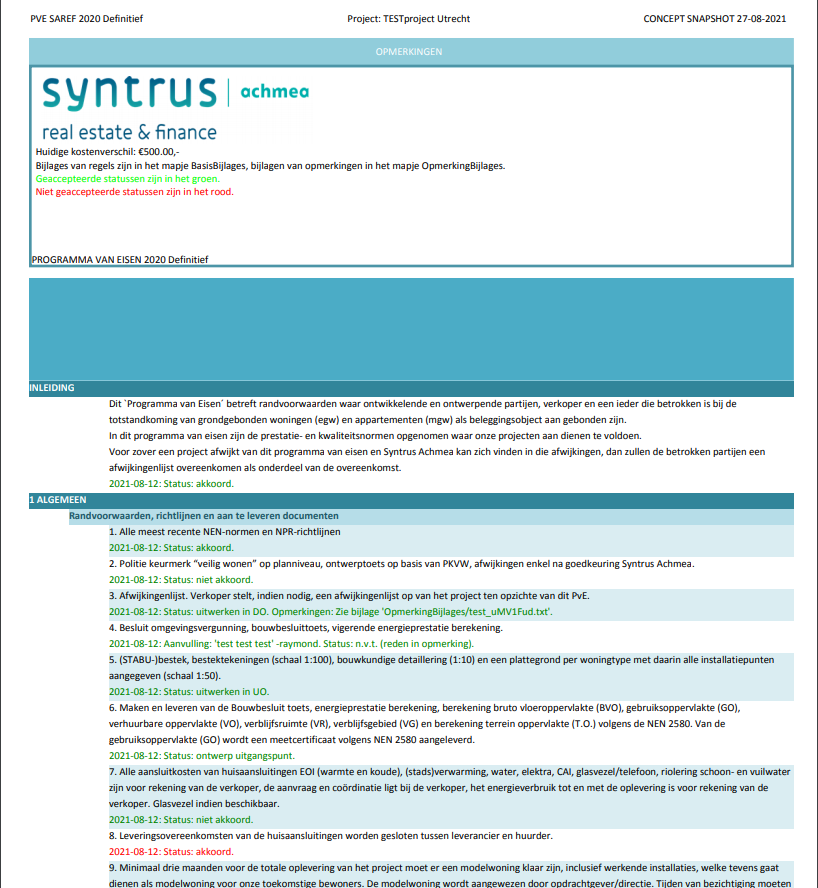 PVE SAREF 2020 Definitief
Project: TESTproject Utrecht
CONCEPT SNAPSHOT 27-08-2021
OPMERKINGEN
syntrus | achmea
real estate & finance
Huidige kostenverschil: €500.00,-
Bijlages van regels zijn in het mapje BasisBijlages, bijlagen van opmerkingen in het mapje OpmerkingBijlages.
Geaccepteerde statussen zijn in het groen.
Niet geaccepteerde statussen zijn in het rood.
PROGRAMMA VAN EISEN 2020 Definitief
INLEIDING
Dit `Programma van Eisen´ betreft randvoorwaarden waar ontwikkelende en ontwerpende partijen, verkoper en een ieder die betrokken is bij de
totstandkoming van grondgebonden woningen (egw) en appartementen (mgw) als beleggingsobject aan gebonden zijn.
In dit programma van eisen zijn de prestatie- en kwaliteitsnormen opgenomen waar onze projecten aan dienen te voldoen.
Voor zover een project afwijkt van dit programma van eisen en Syntrus Achmea kan zich vinden in die afwijkingen, dan zullen de betrokken partijen een
afwijkingenlijst overeenkomen als onderdeel van de overeenkomst.
2021-08-12: Status: akkoord.
1 ALGEMEEN
Randvoorwaarden, richtlijnen en aan te leveren documenten
1. Alle meest recente NEN-normen en NPR-richtlijnen
2021-08-12: Status: akkoord.
2. Politie keurmerk “veilig wonen” op planniveau, ontwerptoets op basis van PKVW, afwijkingen enkel na goedkeuring Syntrus Achmea.
2021-08-12: Status: niet akkoord.
3. Afwijkingenlijst. Verkoper stelt, indien nodig, een afwijkingenlijst op van het project ten opzichte van dit PvE.
2021-08-12: Status: uitwerken in DO. Opmerkingen: Zie bijlage 'OpmerkingBijlages/test_uMV1Fud.txt'.
4. Besluit omgevingsvergunning, bouwbesluittoets, vigerende energieprestatie berekening.
2021-08-12: Aanvulling: 'test test test' -raymond. Status: n.v.t. (reden in opmerking).
5. (STABU-)bestek, bestektekeningen (schaal 1:100), bouwkundige detaillering (1:10) en een plattegrond per woningtype met daarin alle installatiepunten
aangegeven (schaal 1:50).
2021-08-12: Status: uitwerken in UO.
6. Maken en leveren van de Bouwbesluit toets, energieprestatie berekening, berekening bruto vloeroppervlakte (BVO), gebruiksoppervlakte (GO),
verhuurbare oppervlakte (VO), verblijfsruimte (VR), verblijfsgebied (VG) en berekening terrein oppervlakte (T.O.) volgens de NEN 2580. Van de
gebruiksoppervlakte (GO) wordt een meetcertificaat volgens NEN 2580 aangeleverd.
2021-08-12: Status: ontwerp uitgangspunt.
7. Alle aansluitkosten van huisaansluitingen EOI (warmte en koude), (stads)verwarming, water, elektra, CAI, glasvezel/telefoon, riolering schoon- en vuilwater
zijn voor rekening van de verkoper, de aanvraag en coördinatie ligt bij de verkoper, het energieverbruik tot en met de oplevering is voor rekening van de
verkoper. Glasvezel indien beschikbaar.
2021-08-12: Status: niet akkoord.
8. Leveringsovereenkomsten van de huisaansluitingen worden gesloten tussen leverancier en huurder.
2021-08-12: Status: akkoord.
9. Minimaal drie maanden voor de totale oplevering van het project moet er een modelwoning klaar zijn, inclusief werkende installaties, welke tevens gaat
dienen als modelwoning voor onze toekomstige bewoners. De modelwoning wordt aangewezen door opdrachtgever/directie. Tijden van bezichtiging moeten